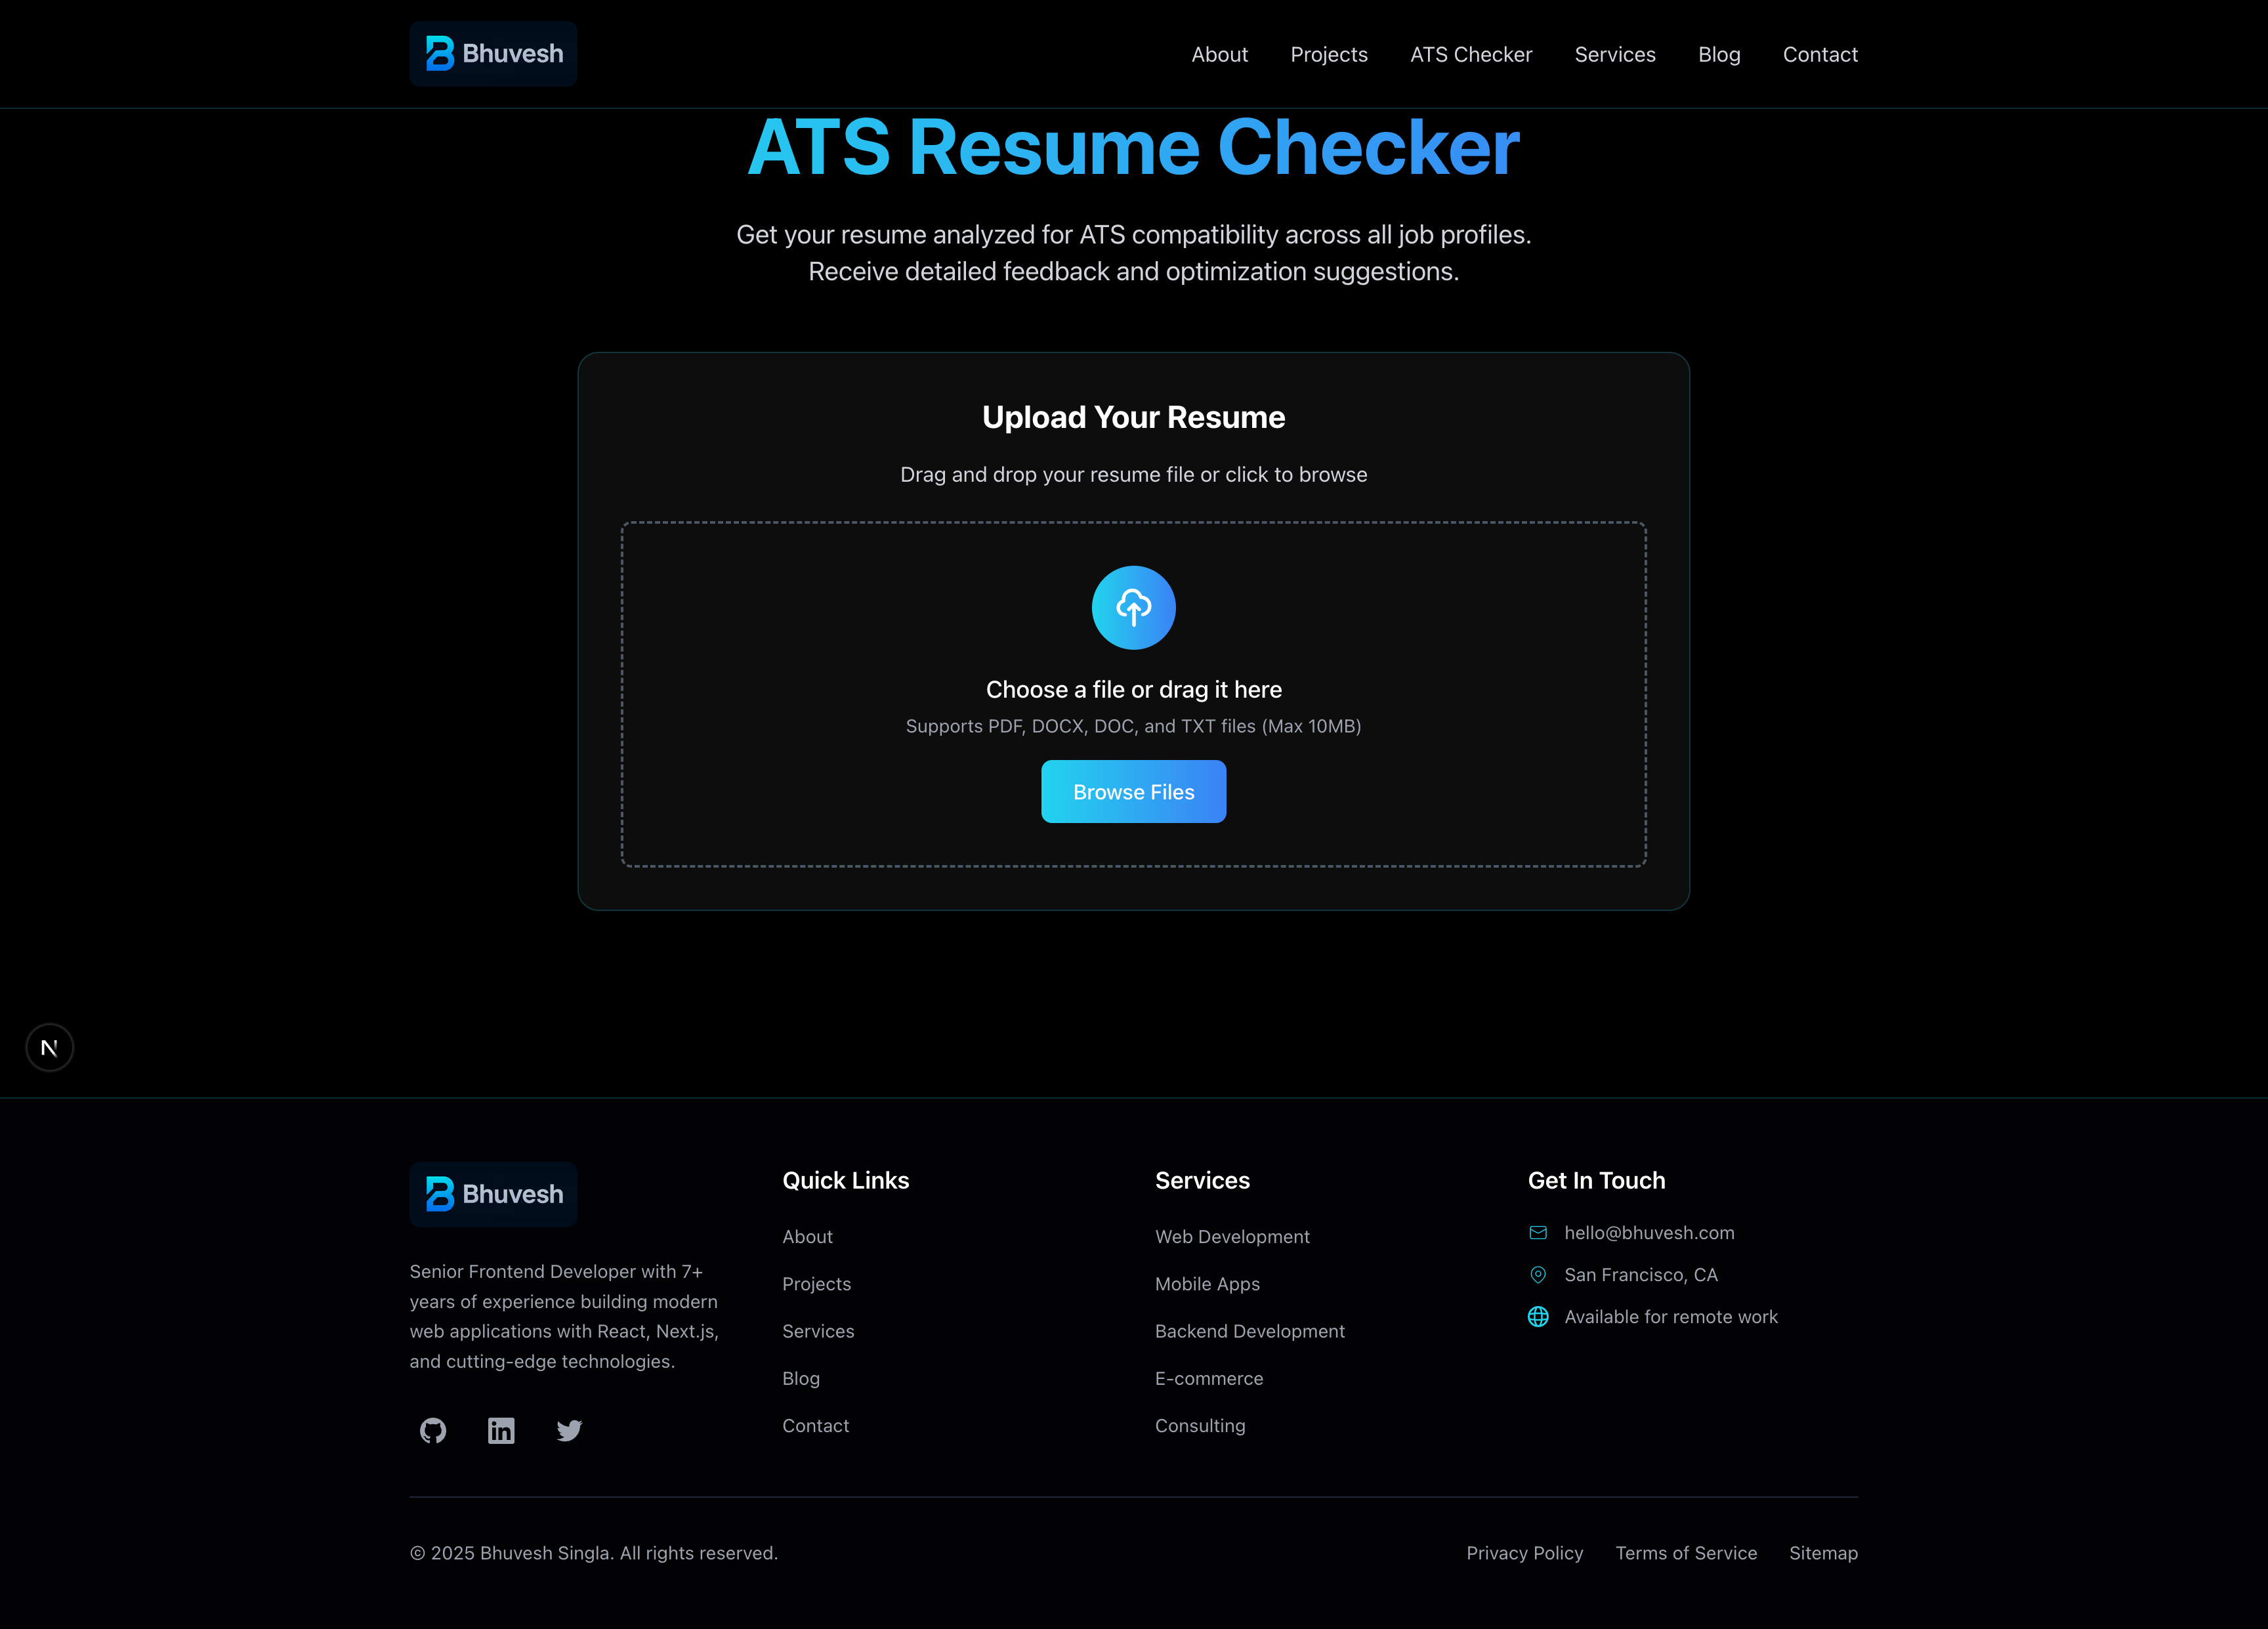 Bhuvesh
About
Projects
ATS Checker
Services
Blog
Contact
ATS Resume Checker
Get your resume analyzed for ATS compatibility across all job profiles.
Receive detailed feedback and optimization suggestions.
Upload Your Resume
Drag and drop your resume file or click to browse
Choose a file or drag it here
Supports PDF, DOCX, DOC, and TXT files (Max 10MB)
Browse Files
N
Bhuvesh
Senior Frontend Developer with 7+
years of experience building modern
web applications with React, Next.js,
and cutting-edge technologies.
Quick Links
About
Projects
Services
Blog
Contact
Services
Web Development
Mobile Apps
Backend Development
E-commerce
Consulting
Get In Touch
hello@bhuvesh.com
San Francisco, CA
Available for remote work
© 2025 Bhuvesh Singla. All rights reserved.
Privacy Policy
Terms of Service
Sitemap